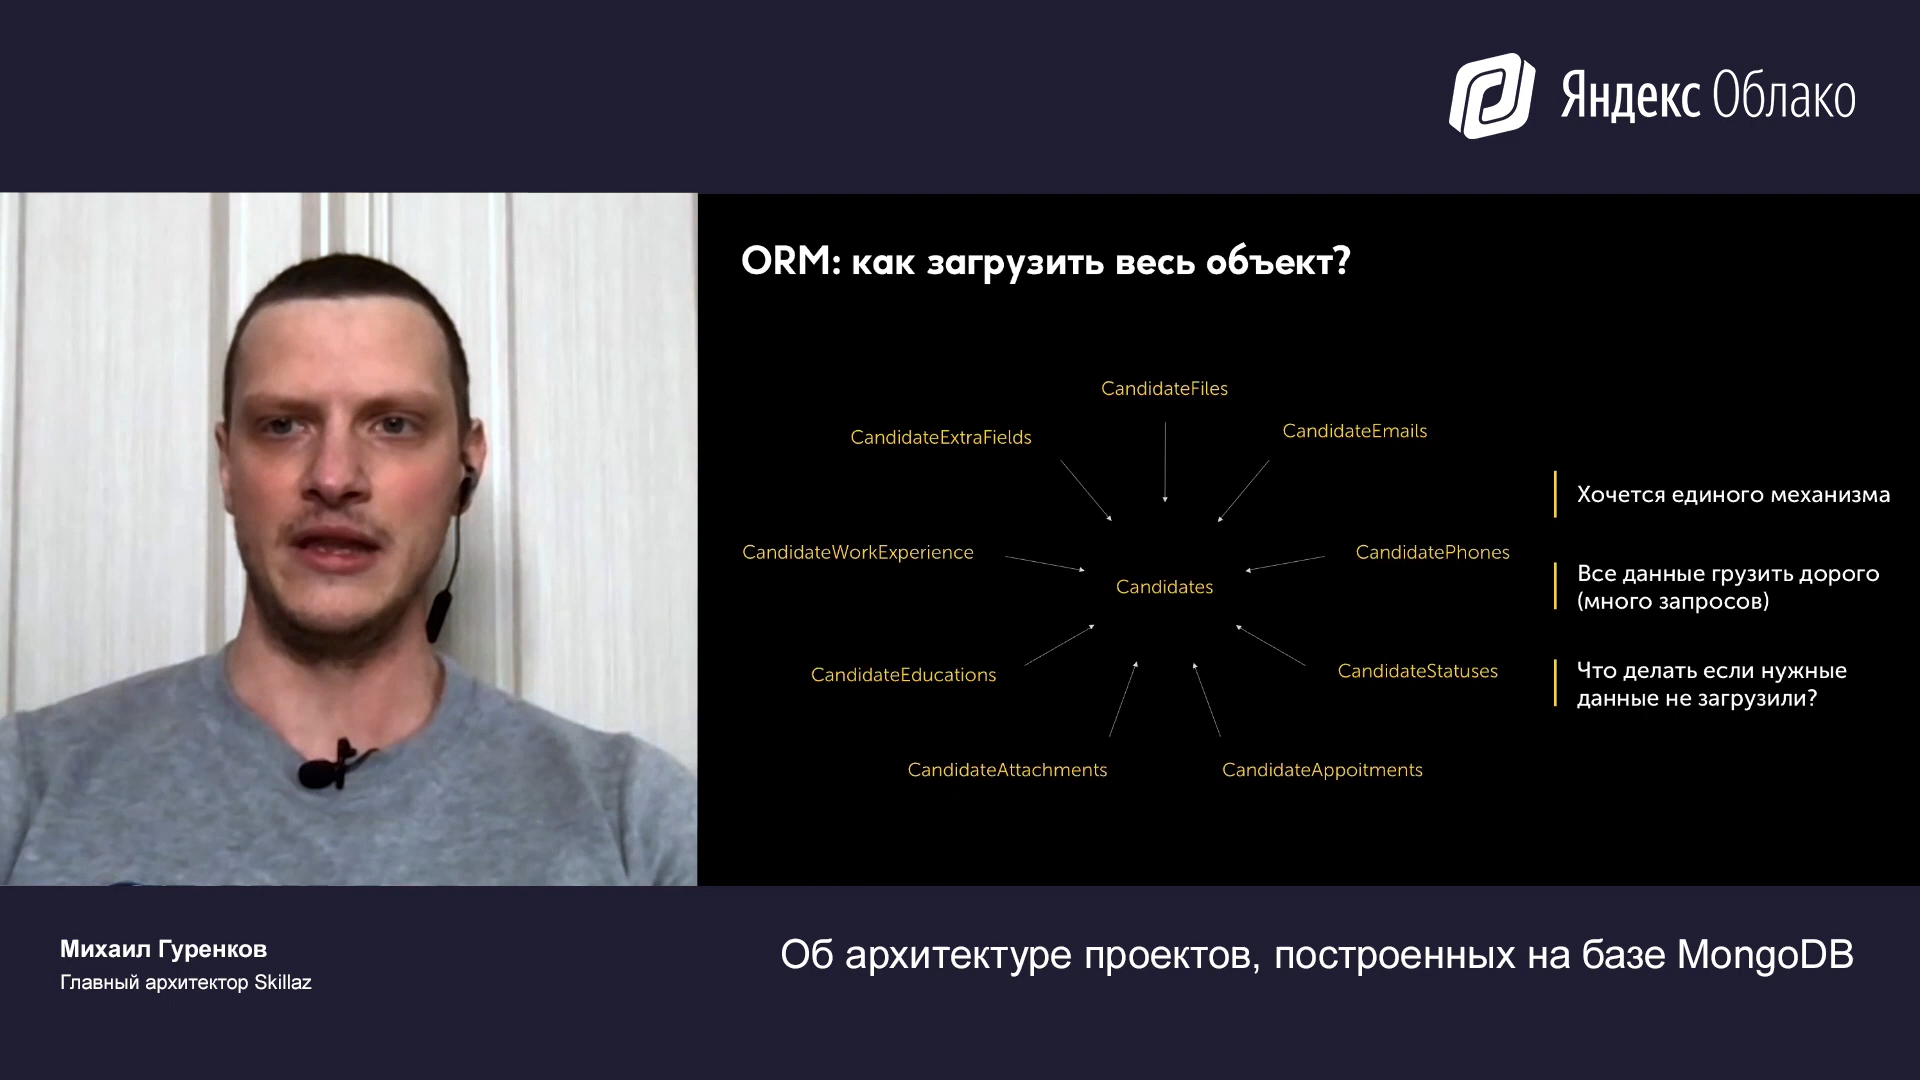 Яндекс Облако
ORM: как загрузить весь объект?
CandidateFiles
CandidateEmails
CandidateExtraFields
CandidateWorkExperience
CandidatePhones
Candidates
CandidateEducations
CandidateStatuses
CandidateAttachments
CandidateAppoitments
Хочется единого механизма
Все данные грузить дорого
(много запросов)
Что делать если нужные
данные не загрузили?
Михаил Гуренков
Главный архитектор Skillaz
Об архитектуре проектов, построенных на базе MongoDB